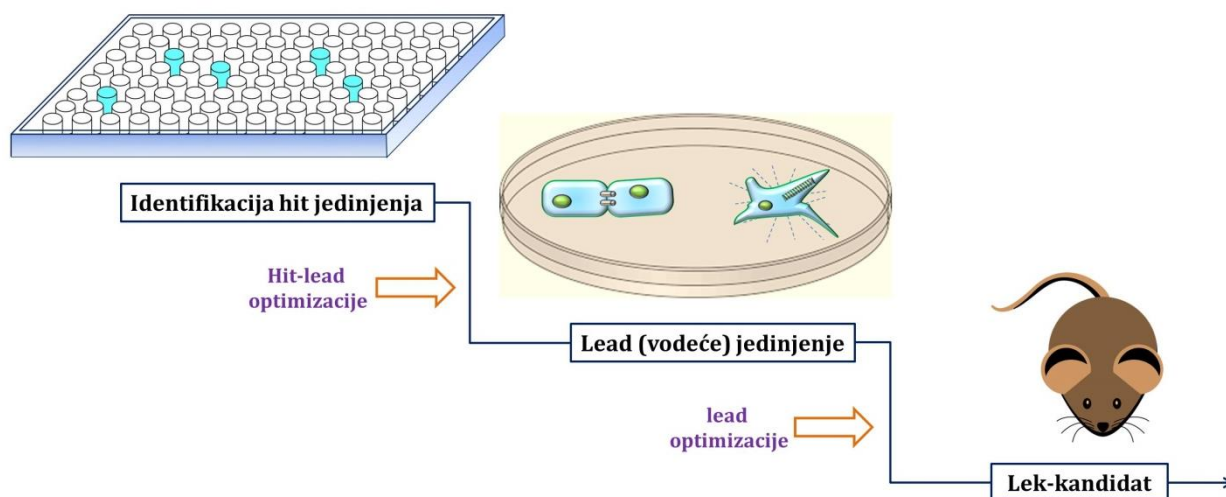 Identifikacija hit jedinjenja
Hit-lead
optimizacije
Lead (vodeće) jedinjenje
lead
optimizacije
Lek-kandidat